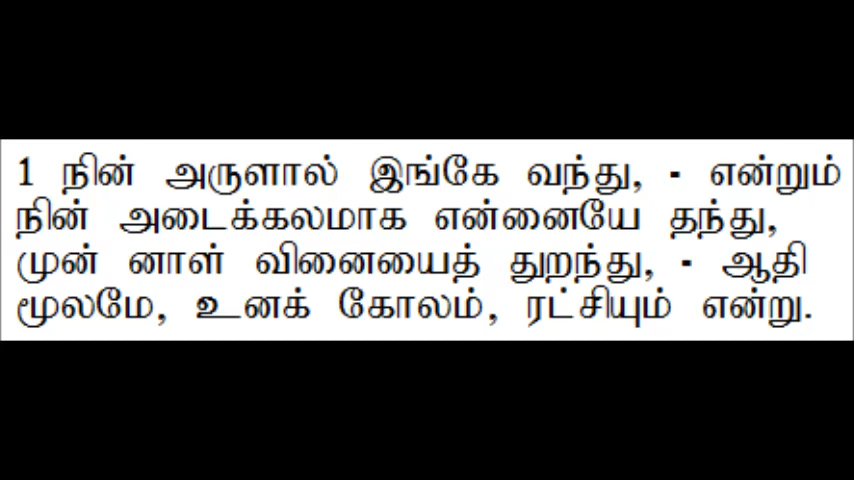 1 நின் அருளால் இங்கே வந்து, - என்றும்
நின் அடைக்கலமாக என்னையே தந்து,
முன் னாள் வினையைத் துறந்து, - ஆதி
மூலமே, உனக் கோலம், ரட்சியும் என்று.